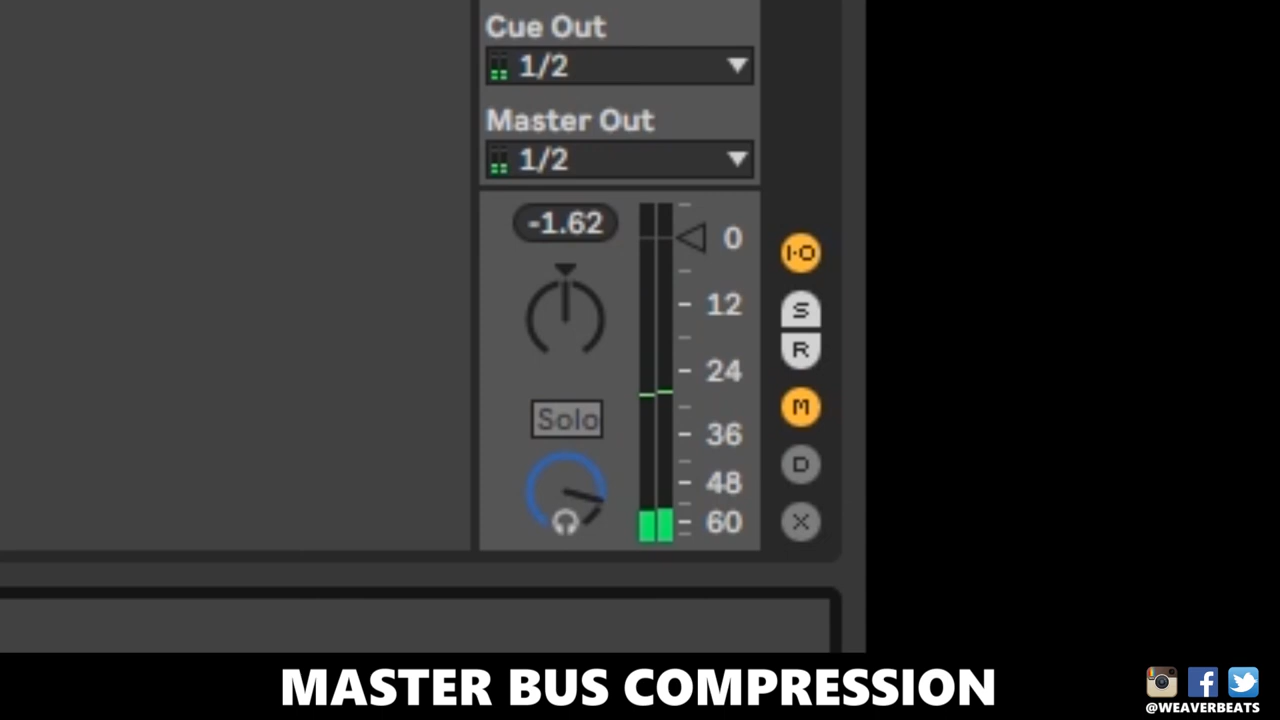 Cue Out
1/2
Master Out
1/2
-1.62
0
12
24
36
48
60
Solo
I·O
S
R
M
D
X
MASTER BUS COMPRESSION
@WEAVERBEATS